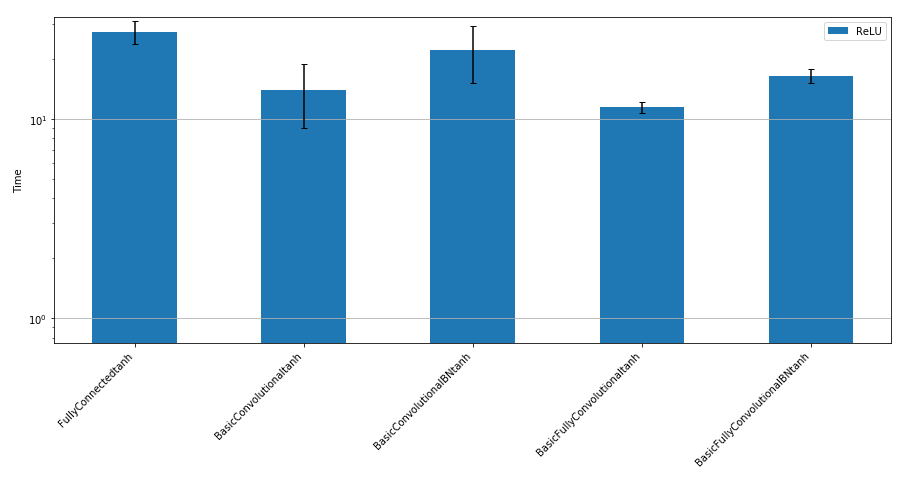 ReLU
10¹
Time
10⁰
FullyConnectedtanh
BasicConvolutionaltanh
BasicConvolutionalBNtanh
BasicFullyConvolutionaltanh
BasicFullyConvolutionalBNtanh